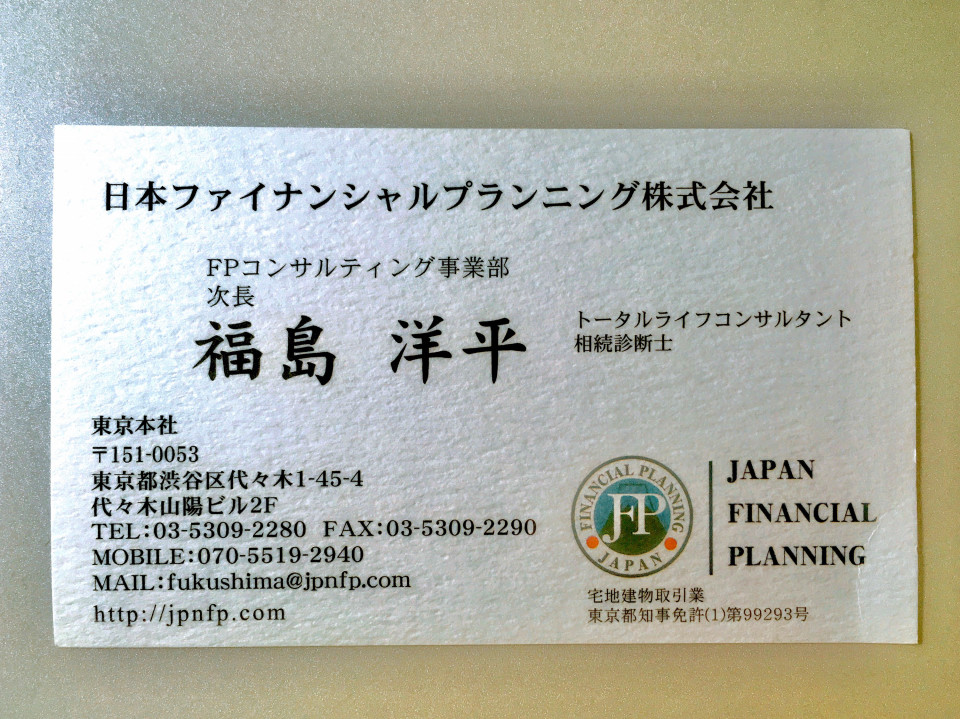 日本ファイナンシャルプランニング株式会社
FPコンサルティング事業部
次長
福島 洋平
トータルライフコンサルタント
相続診断士
東京本社
〒151-0053
東京都渋谷区代々木1-45-4
代々木山陽ビル2F
TEL:03-5309-2280 FAX:03-5309-2290
MOBILE:070-5519-2940
MAIL:fukushima@jpnfp.com
http://jpnfp.com
FINANCIAL PLANNING
FP
JAPAN
JAPAN
FINANCIAL
PLANNING
宅地建物取引業
東京都知事免許(1)第99293号